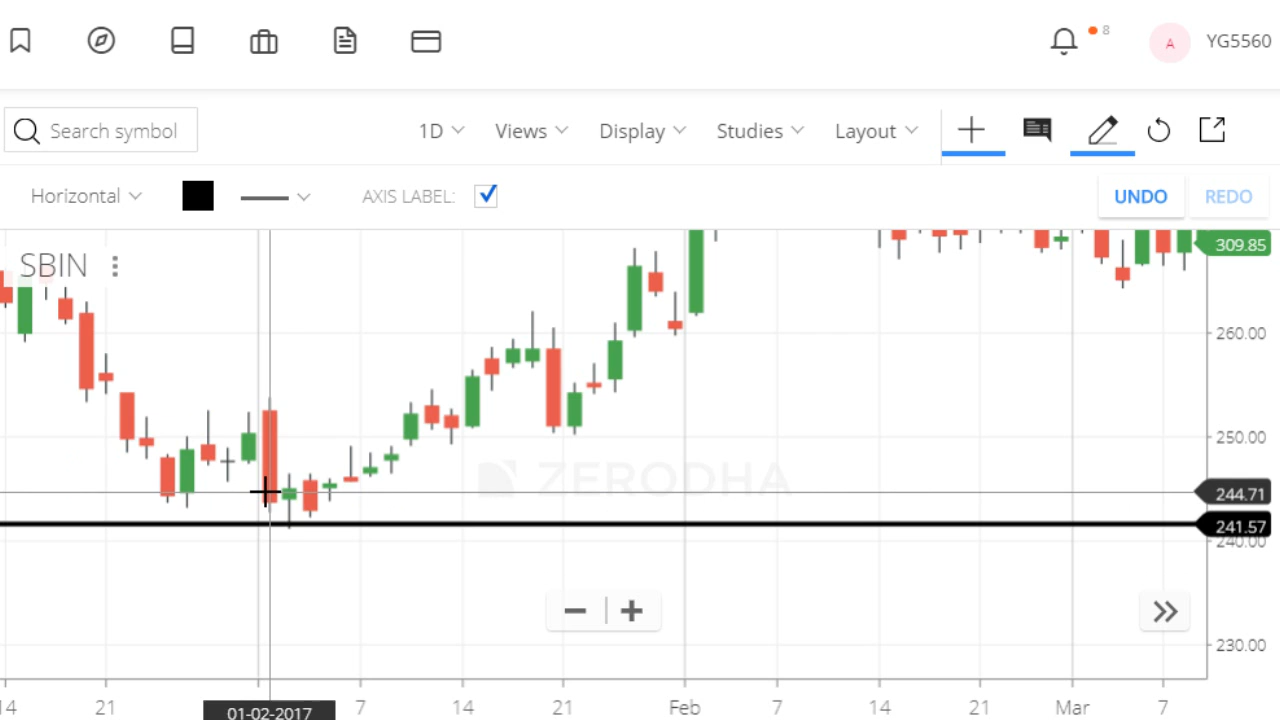 8
A YG5560
Search symbol 1D Views Display Studies Layout
Horizontal AXIS LABEL: UNDO REDO
SBIN
309.85
260.00
250.00
ZERODHA
244.71
241.57
240.00
230.00
14 21 7 14 21 Feb 7 14 21 Mar 7
01-02-2017